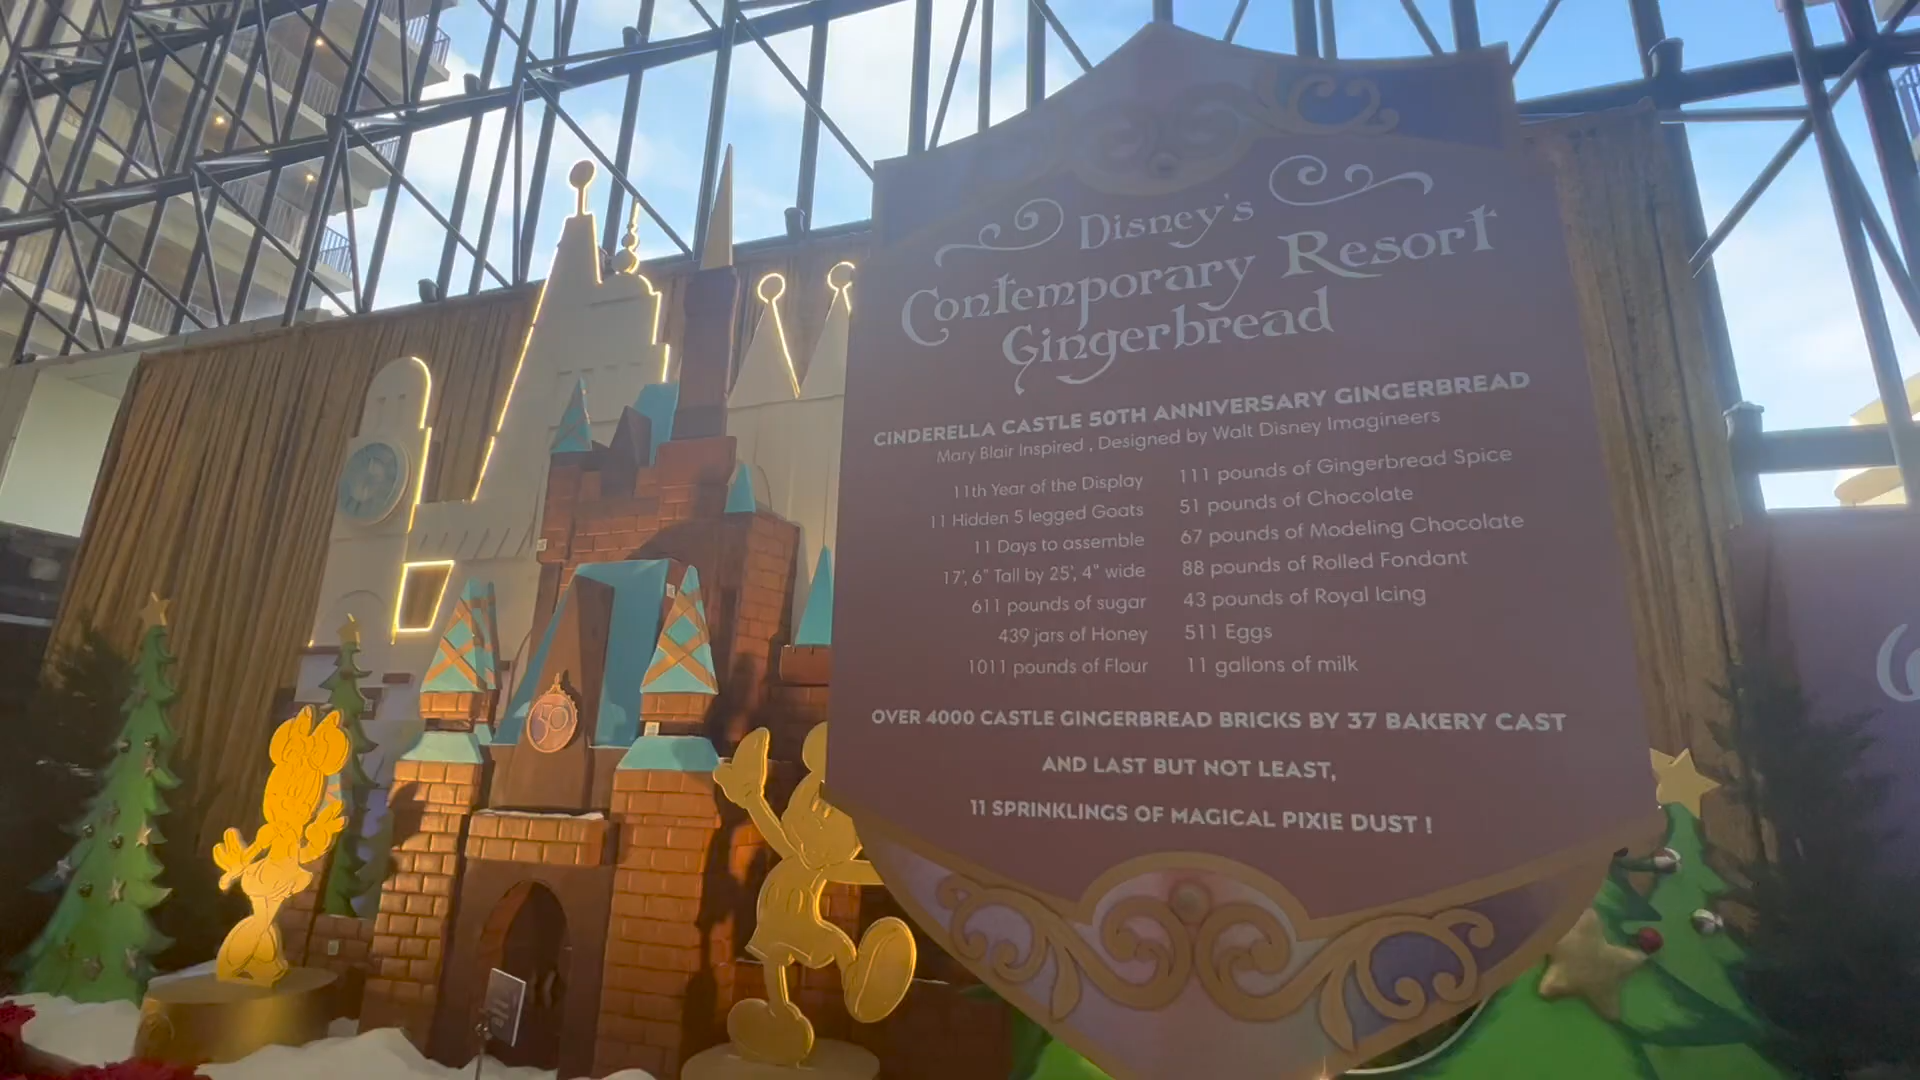 Disney's
Contemporary Resort
Gingerbread
CINDERELLA CASTLE 50TH ANNIVERSARY GINGERBREAD
Mary Blair Inspired , Designed by Walt Disney Imagineers
11th Year of the Display
11 Hidden 5 legged Goats
11 Days to assemble
17', 6" Tall by 25', 4" wide
611 pounds of sugar
439 jars of Honey
1011 pounds of Flour
111 pounds of Gingerbread Spice
51 pounds of Chocolate
67 pounds of Modeling Chocolate
88 pounds of Rolled Fondant
43 pounds of Royal Icing
511 Eggs
11 gallons of milk
OVER 4000 CASTLE GINGERBREAD BRICKS BY 37 BAKERY CAST
AND LAST BUT NOT LEAST,
11 SPRINKLINGS OF MAGICAL PIXIE DUST !
50